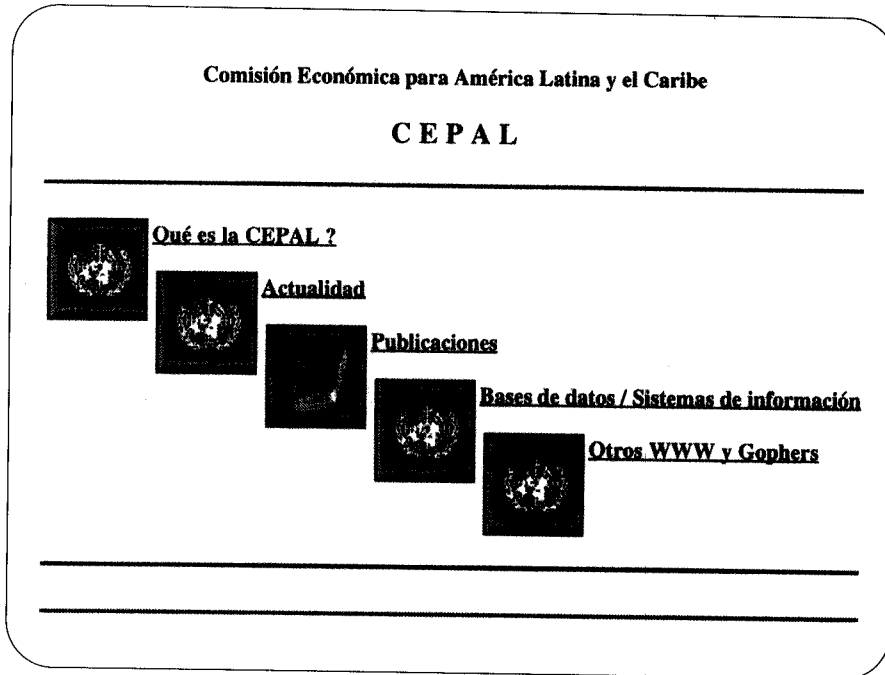 Comisión Económica para América Latina y el Caribe
C E P A L
Qué es la CEPAL ?
Actualidad
Publicaciones
Bases de datos / Sistemas de información
Otros WWW y Gophers